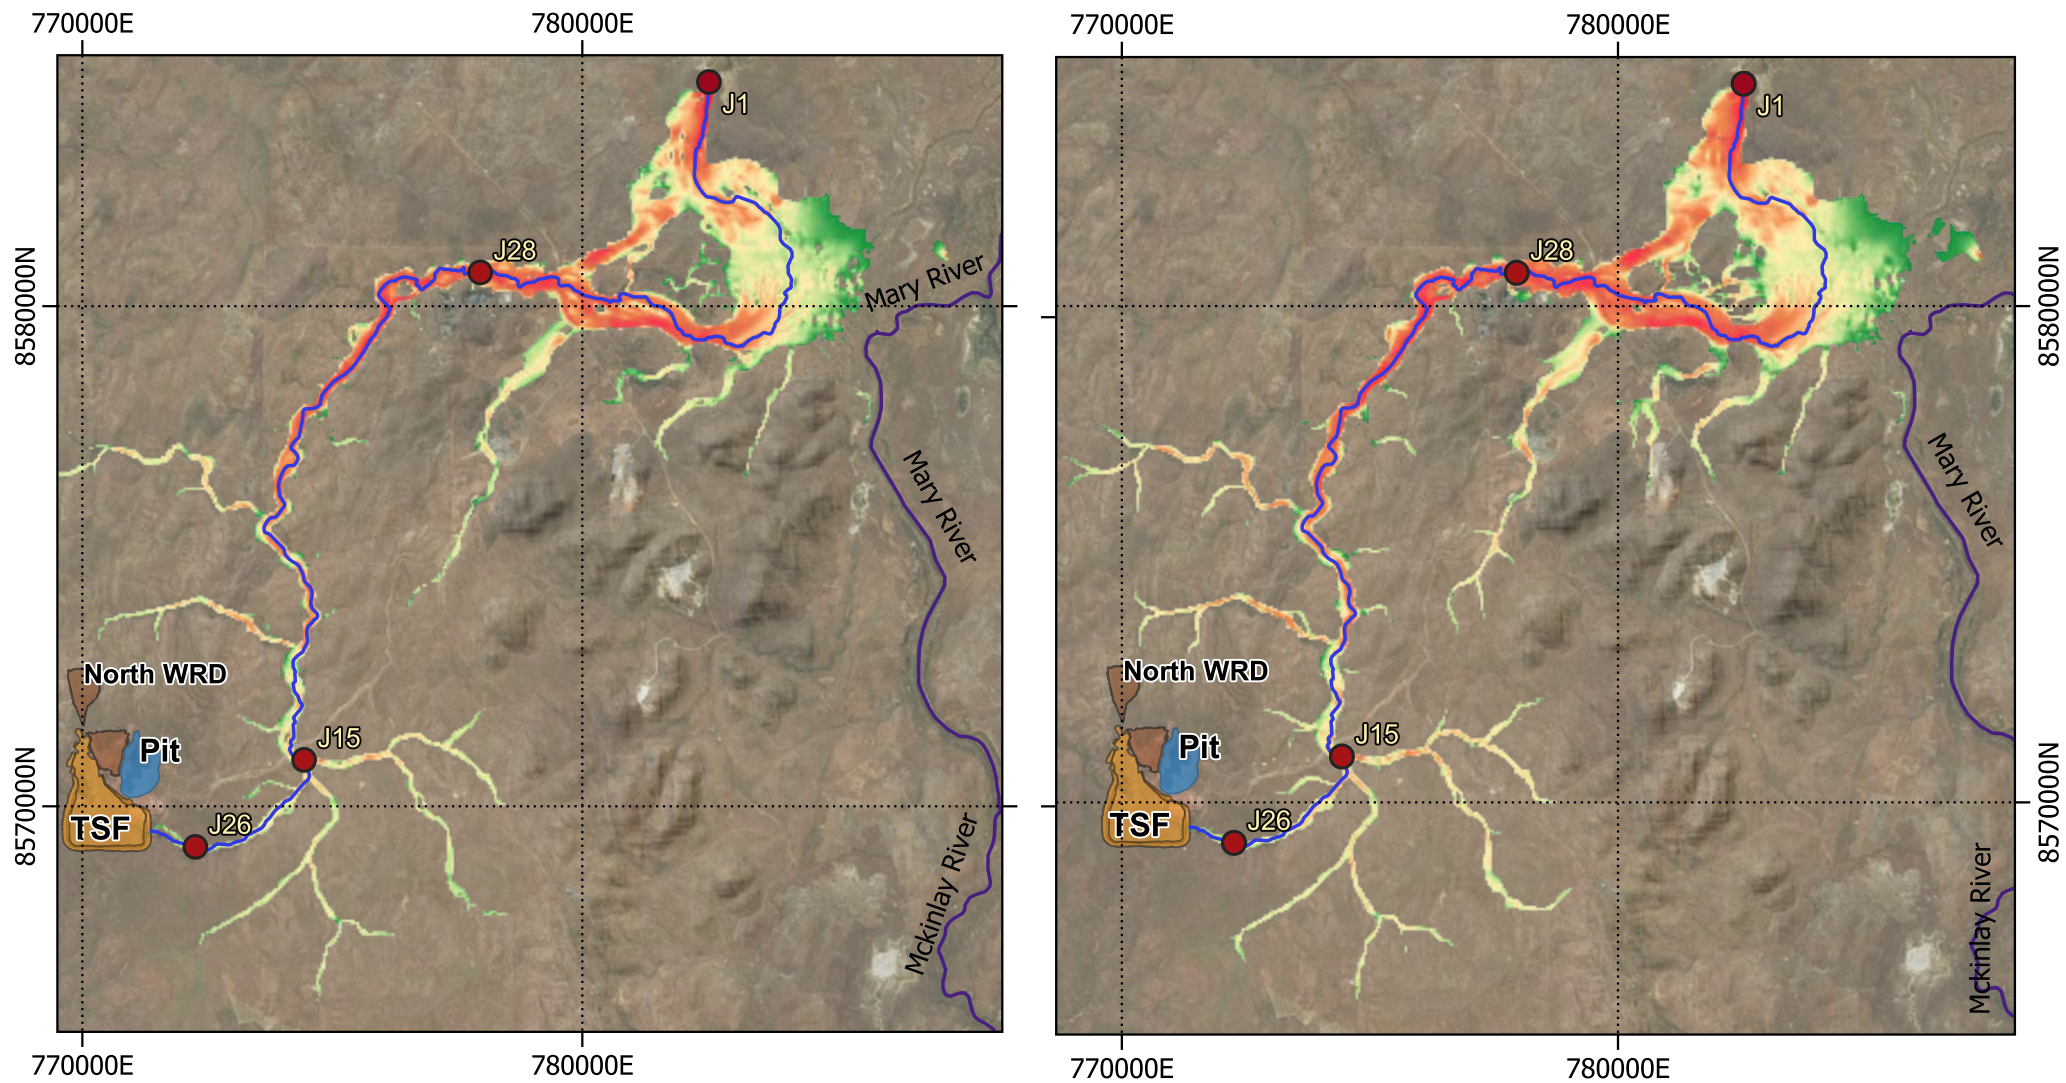 770000E
780000E
770000E
780000E
J1
J28
8580000N
Mary River
Mary River
North WRD
J15
Pit
8570000N
TSF
J26
Mckinlay River
770000E
780000E
J1
J28
8580000N
Mary River
North WRD
J15
Pit
8570000N
TSF
J26
Mckinlay River
770000E
780000E